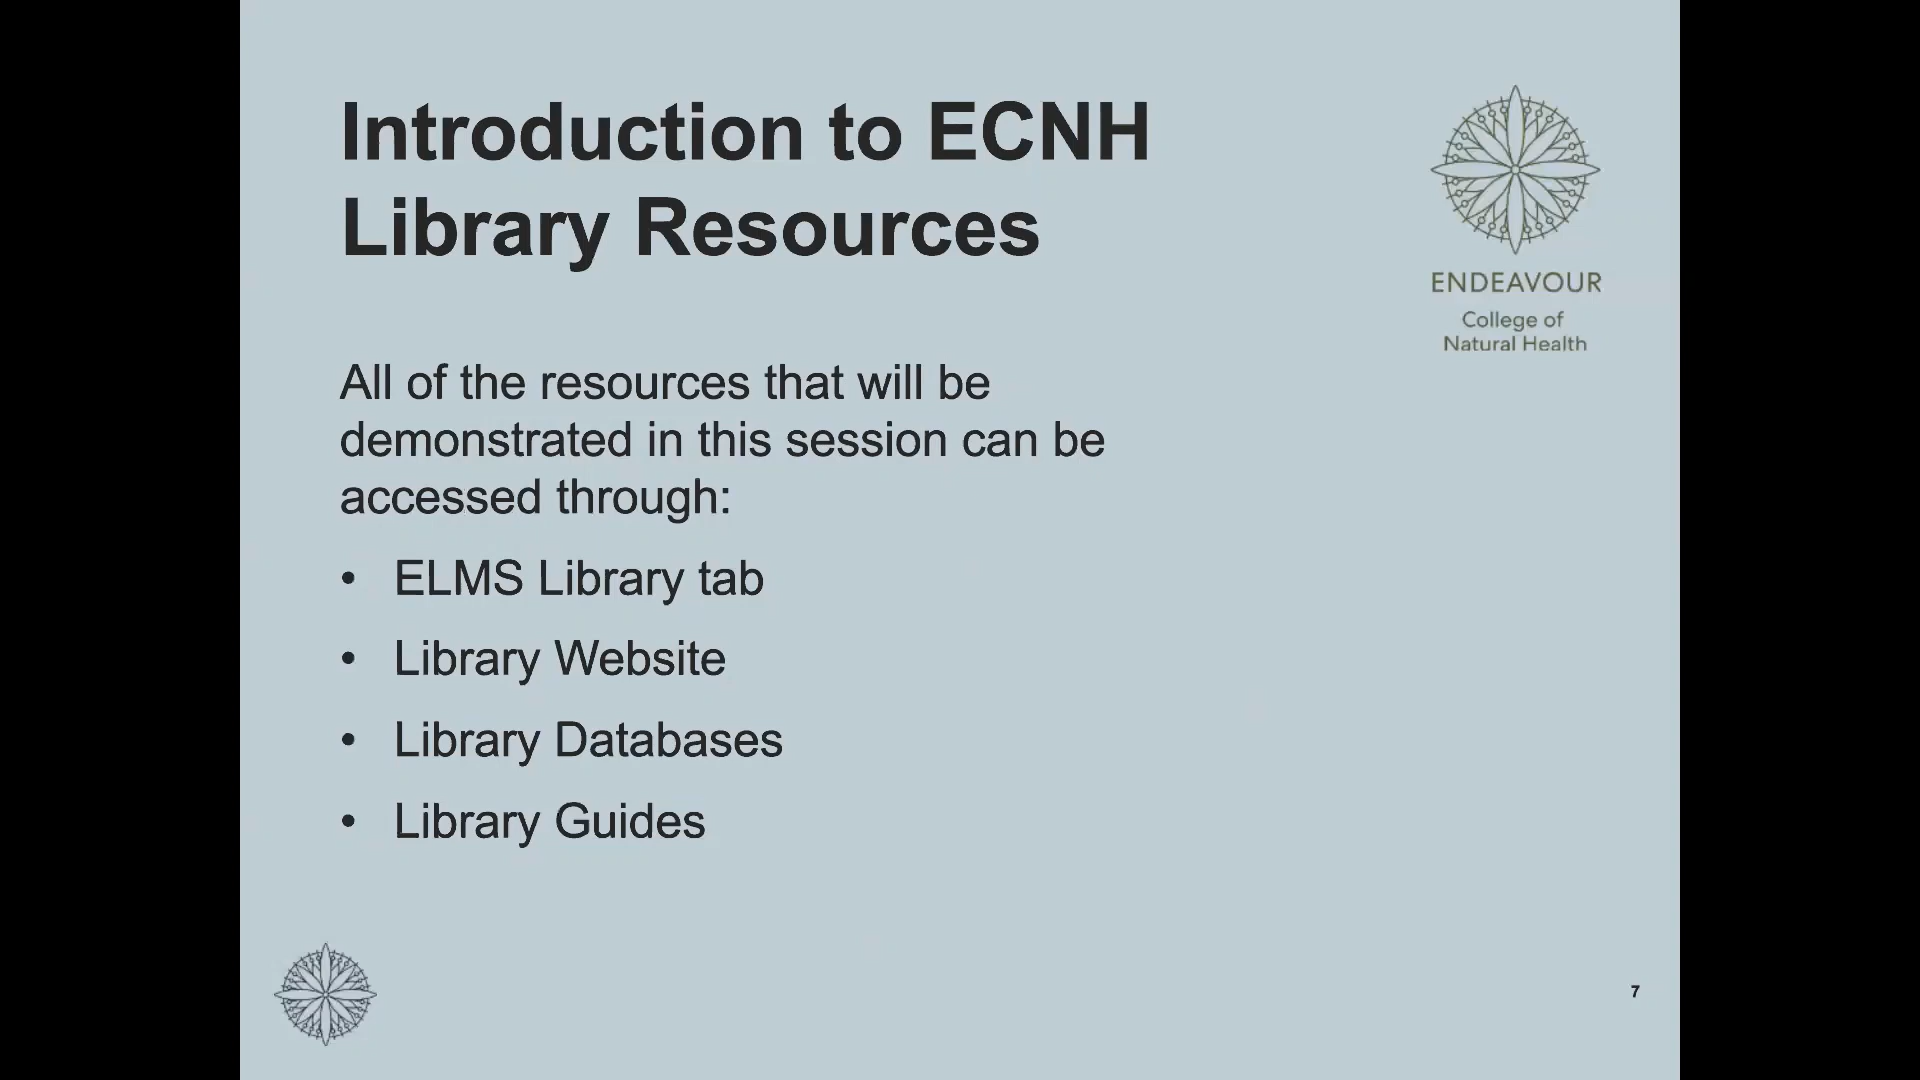 Introduction to ECNH
Library Resources
ENDEAVOUR
College of
Natural Health
All of the resources that will be
demonstrated in this session can be
accessed through:
• ELMS Library tab
• Library Website
• Library Databases
• Library Guides
7